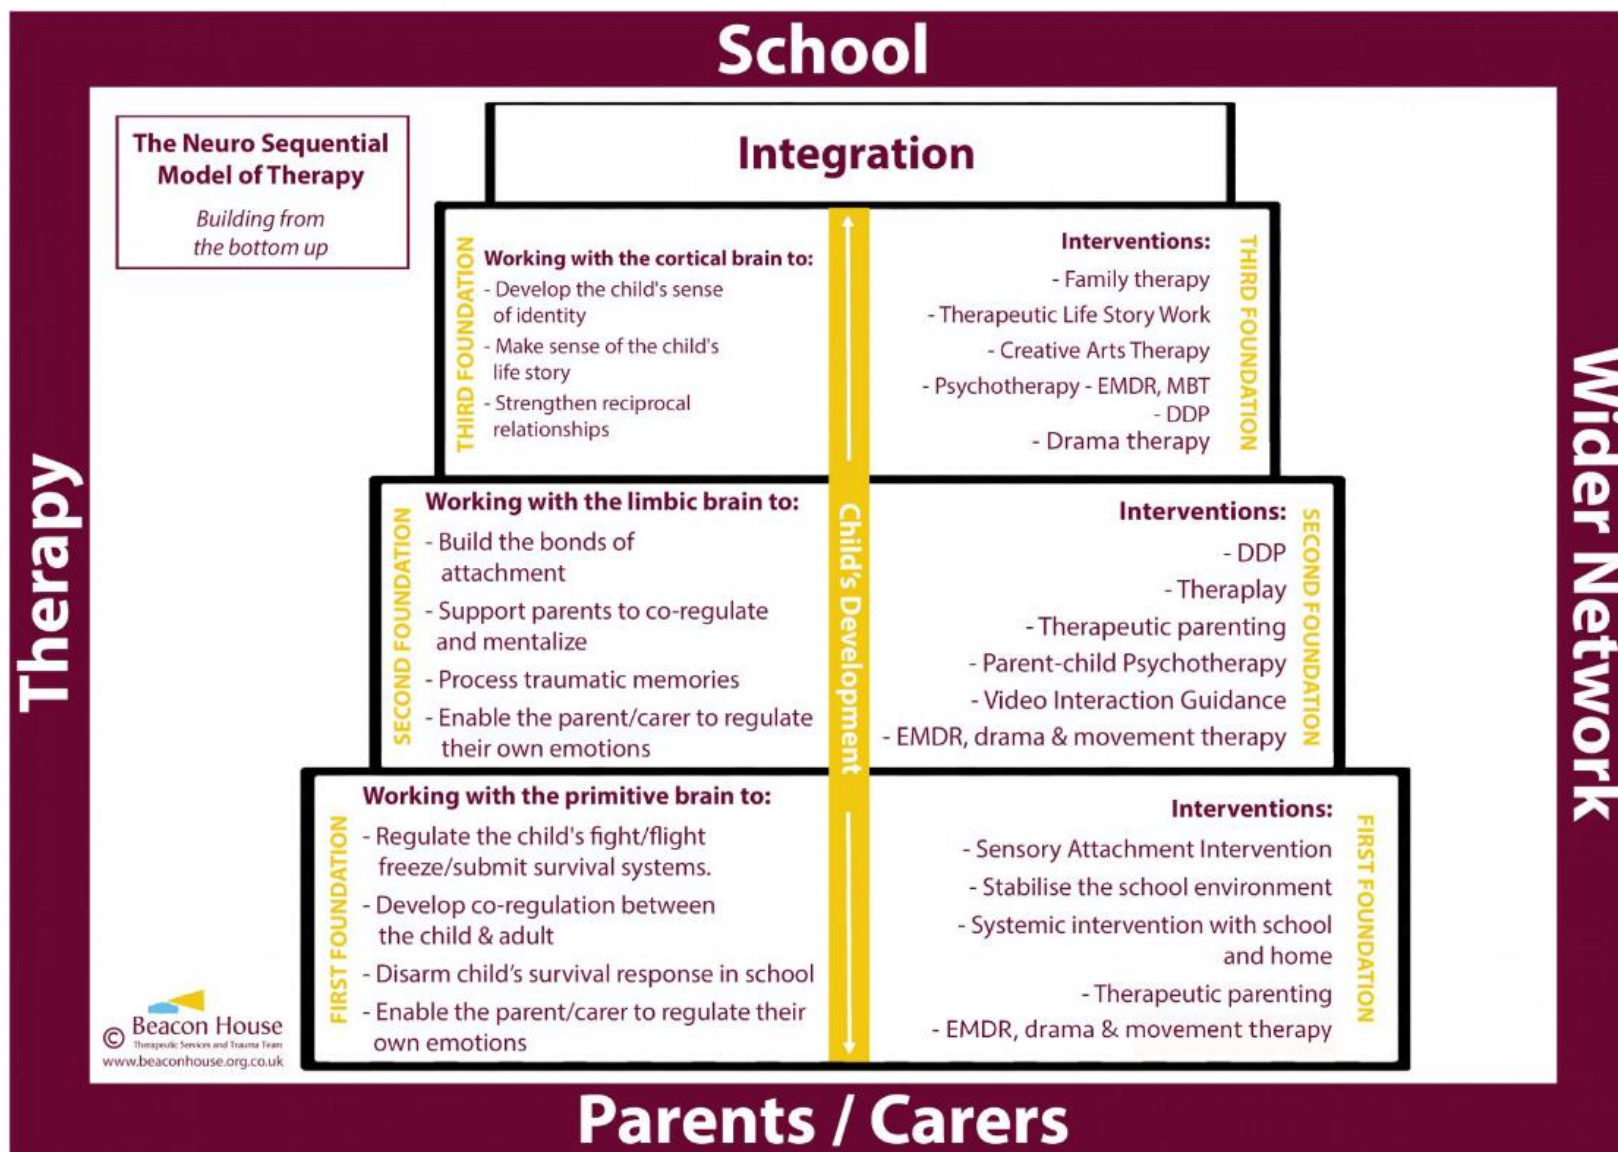 School
The Neuro Sequential
Model of Therapy
Building from
the bottom up
Integration
THIRD FOUNDATION
Working with the cortical brain to:
- Develop the child's sense
of identity
- Make sense of the child's
life story
- Strengthen reciprocal
relationships
Interventions:
- Family therapy
- Therapeutic Life Story Work
- Creative Arts Therapy
- Psychotherapy - EMDR, MBT
- DDP
- Drama therapy
THIRD FOUNDATION
SECOND FOUNDATION
Working with the limbic brain to:
- Build the bonds of
attachment
- Support parents to co-regulate
and mentalize
- Process traumatic memories
- Enable the parent/carer to regulate
their own emotions
Child's Development
Interventions:
- DDP
- Theraplay
- Therapeutic parenting
- Parent-child Psychotherapy
- Video Interaction Guidance
- EMDR, drama & movement therapy
SECOND FOUNDATION
FIRST FOUNDATION
Working with the primitive brain to:
- Regulate the child's fight/flight
freeze/submit survival systems.
- Develop co-regulation between
the child & adult
- Disarm child's survival response in school
- Enable the parent/carer to regulate their
own emotions
Interventions:
- Sensory Attachment Intervention
- Stabilise the school environment
- Systemic intervention with school
and home
- Therapeutic parenting
- EMDR, drama & movement therapy
FIRST FOUNDATION
Therapy
Wider Network
© Beacon House
Therapeutic Services and Trauma Team
www.beaconhouse.org.co.uk
Parents / Carers